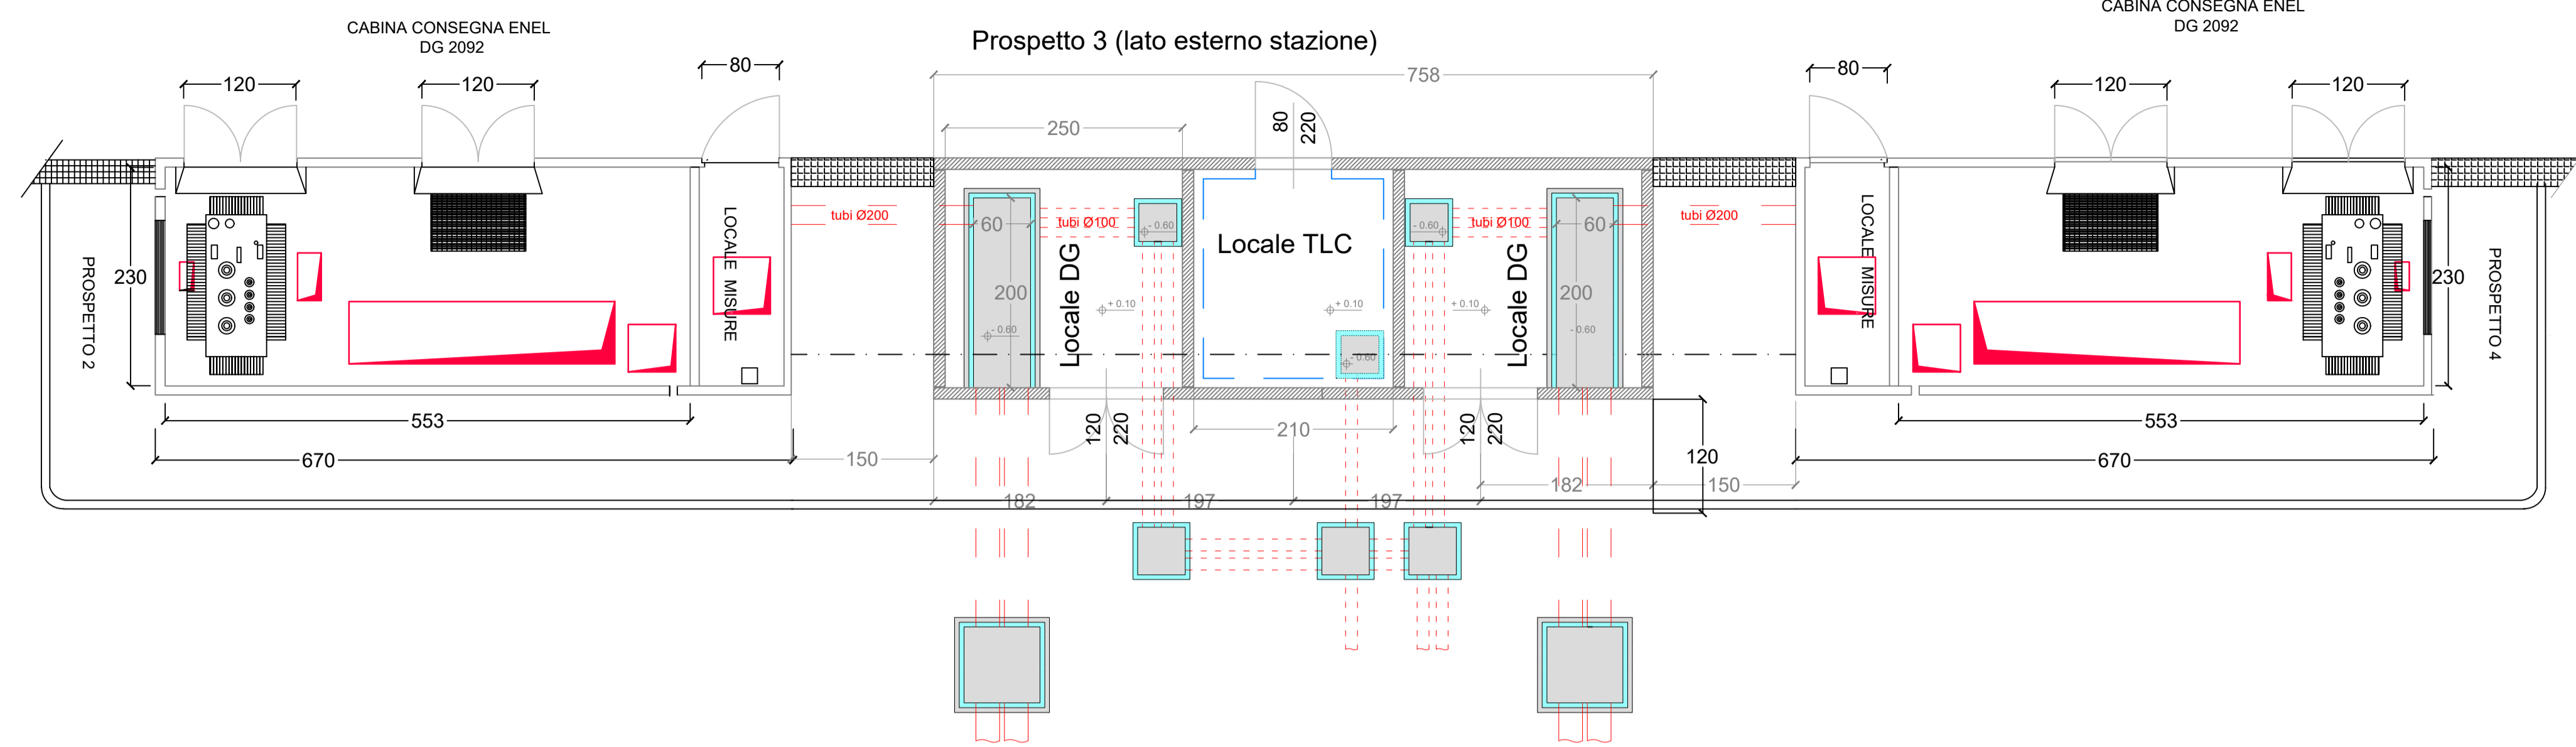 CABINA CONSEGNA ENEL
DG 2092
Prospetto 3 (lato esterno stazione)
CABINA CONSEGNA ENEL
DG 2092
120
120
80
758
80
120
120
250
80
220
tubi Ø200
60
tubi Ø100
- 0.60
Locale TLC
- 0.60
tubi Ø100
60
tubi Ø200
PROSPETTO 2
230
LOCALE MISURE
200
- 0.60
Locale DG
+ 0.10
+ 0.10
- 0.60
+ 0.10
Locale DG
200
- 0.60
LOCALE MISURE
230
PROSPETTO 4
553
670
150
120
220
210
120
220
120
553
670
182
197
197
182
150